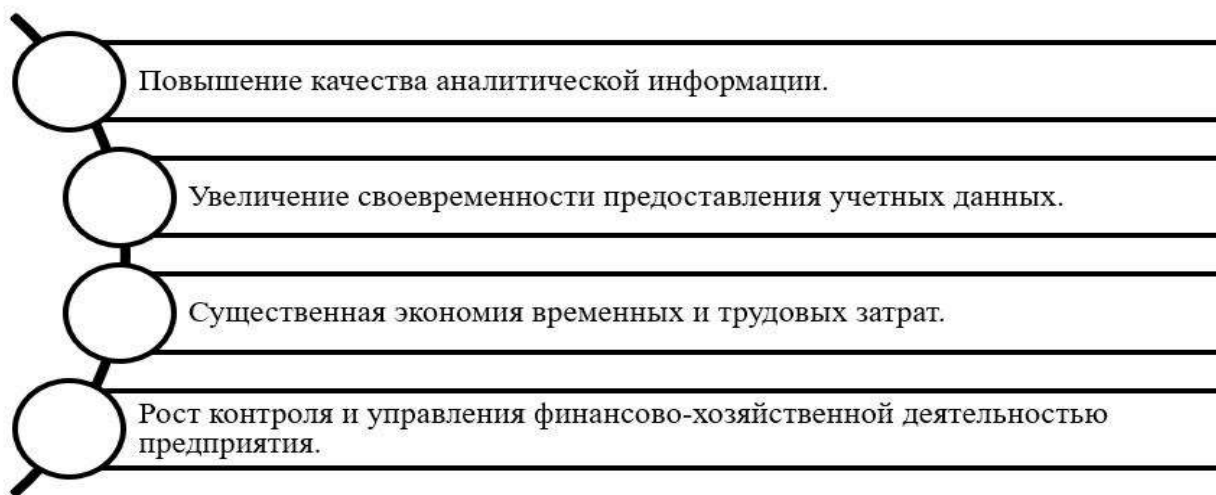 Повышение качества аналитической информации.
Увеличение своевременности предоставления учетных данных.
Существенная экономия временных и трудовых затрат.
Рост контроля и управления финансово-хозяйственной деятельностью
предприятия.